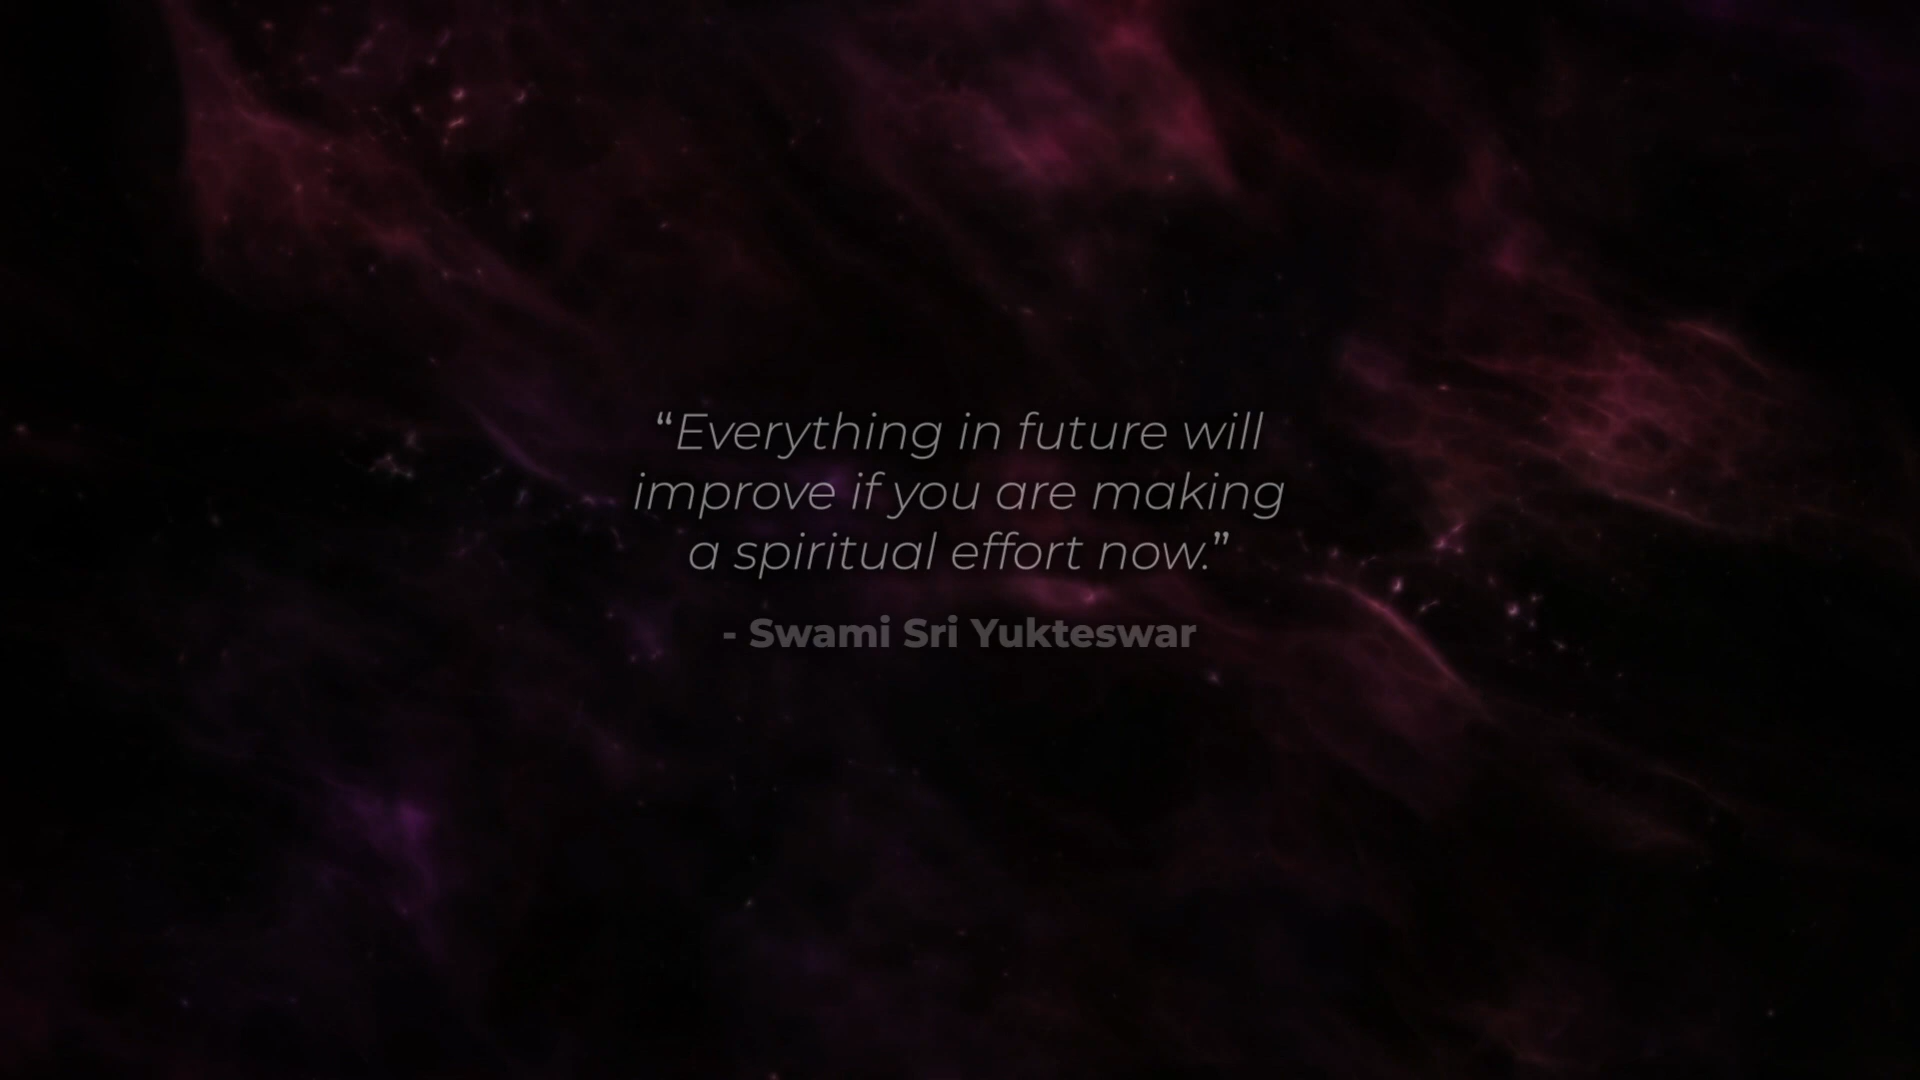 “Everything in future will
improve if you are making
a spiritual effort now.”
- Swami Sri Yukteswar